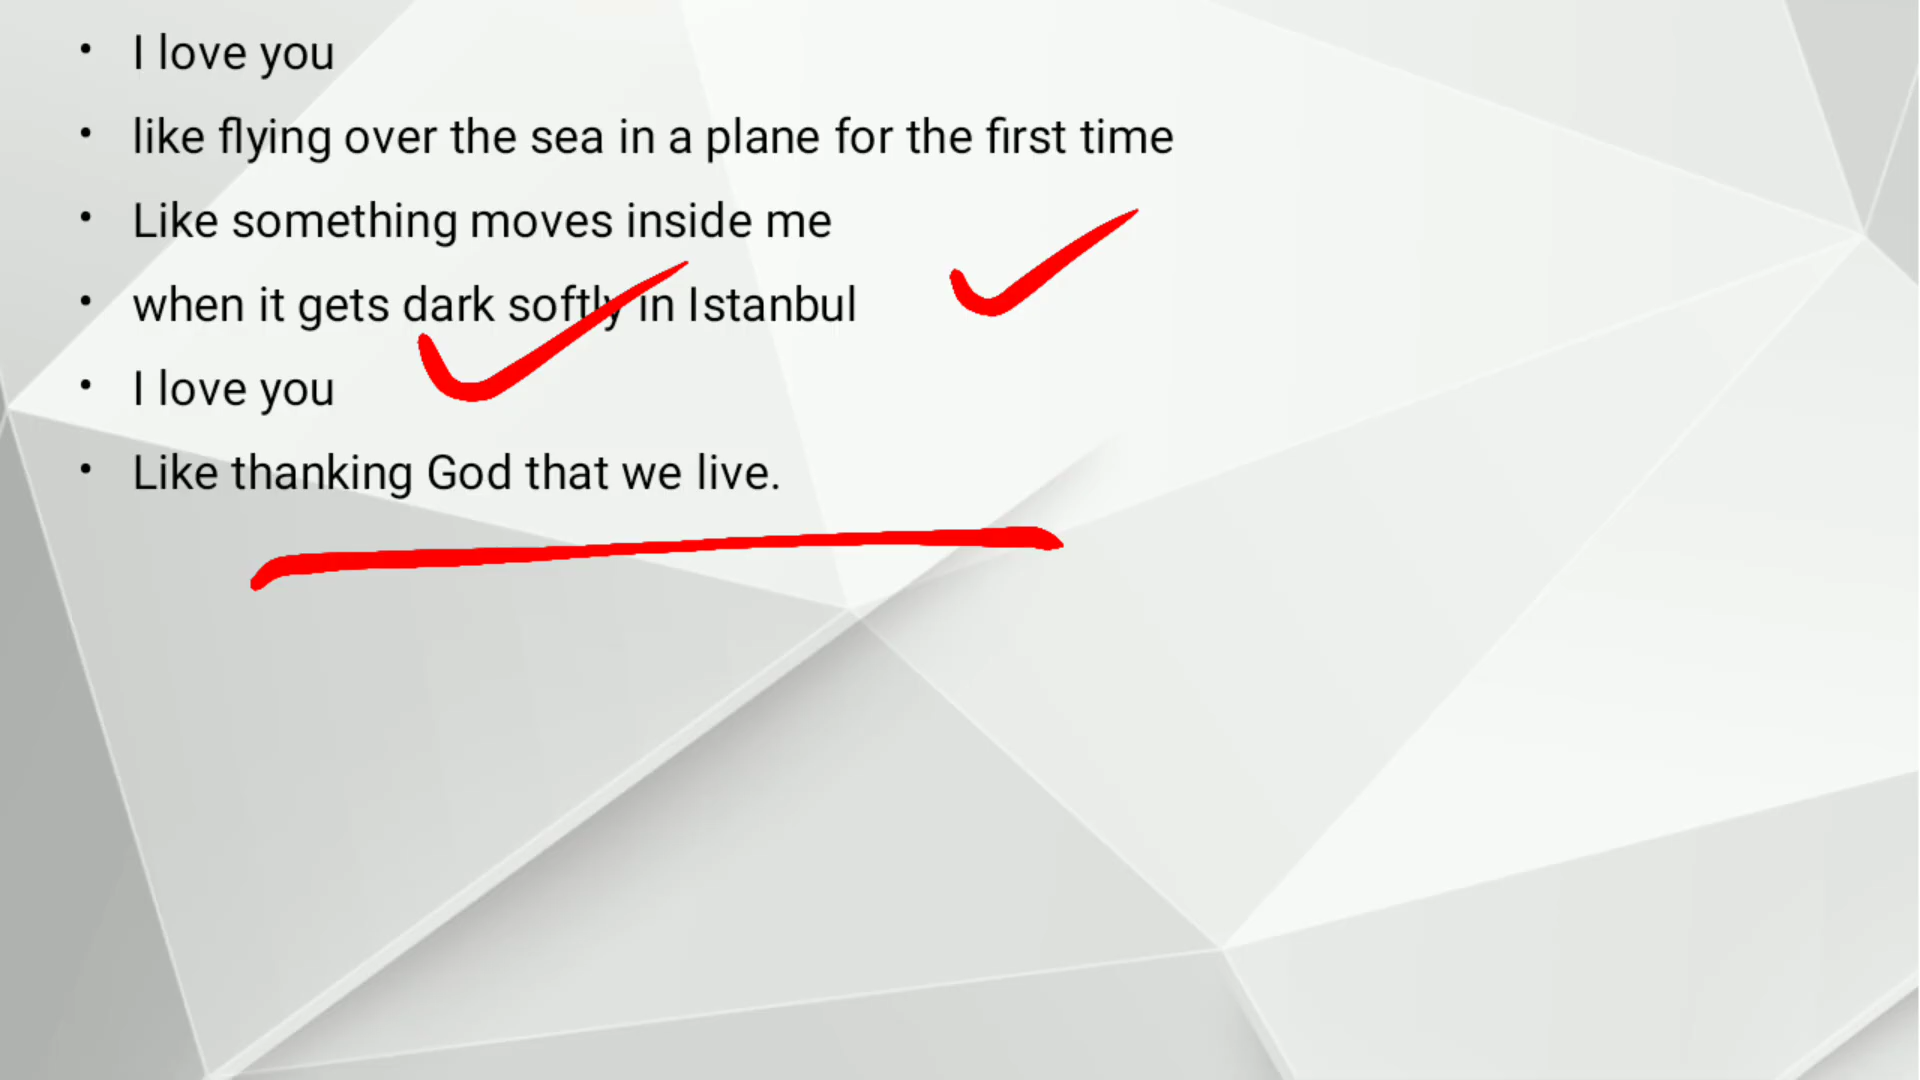 • I love you
• like flying over the sea in a plane for the first time
• Like something moves inside me
• when it gets dark softly in Istanbul
• I love you
• Like thanking God that we live.